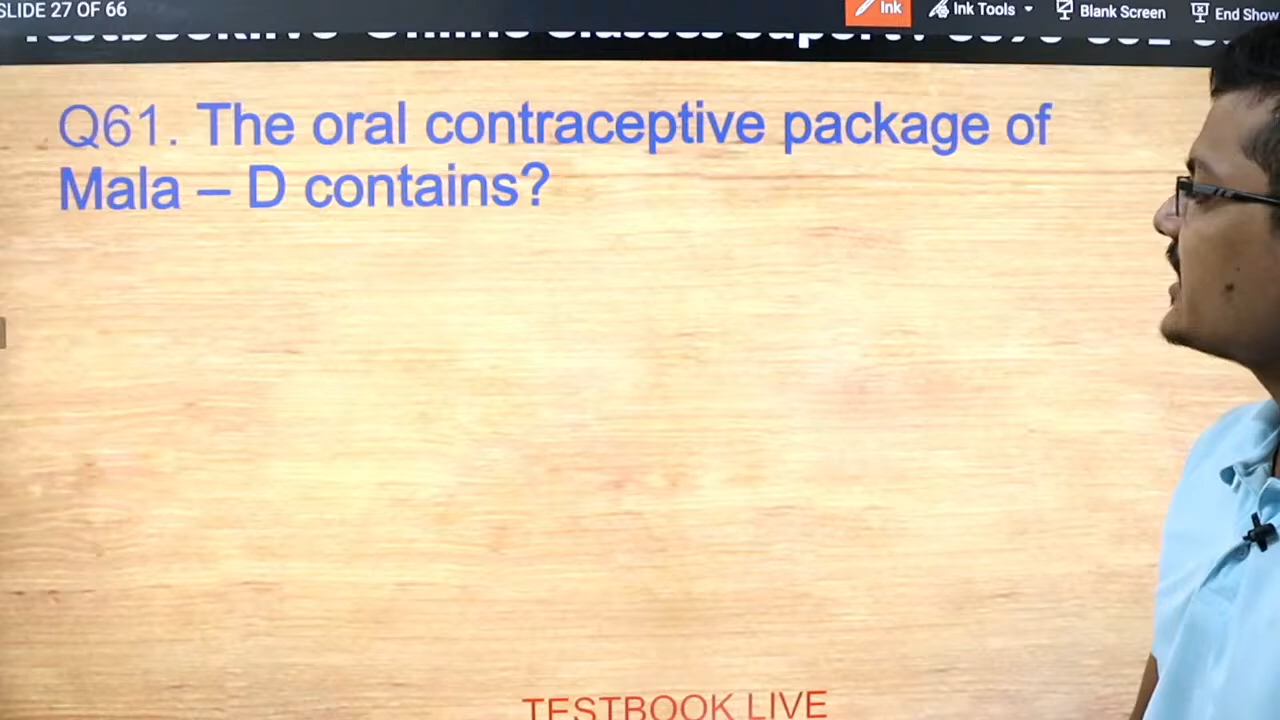 SLIDE 27 OF 66
Ink
Ink Tools
Blank Screen
End Show
Q61. The oral contraceptive package of
Mala – D contains?
TESTBOOK LIVE